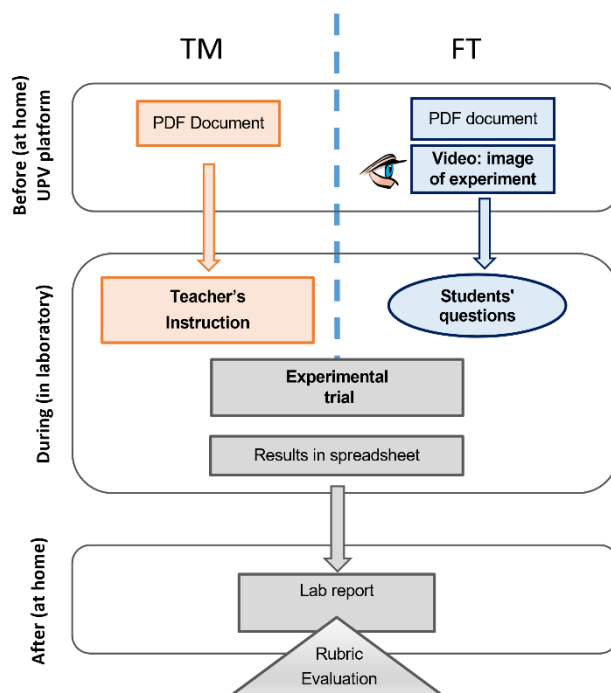 TM
FT
Before (at home)
UPV platform
PDF Document
PDF document
Video: image
of experiment
During (in laboratory)
Teacher's
Instruction
Students'
questions
Experimental
trial
Results in spreadsheet
After (at home)
Lab report
Rubric
Evaluation